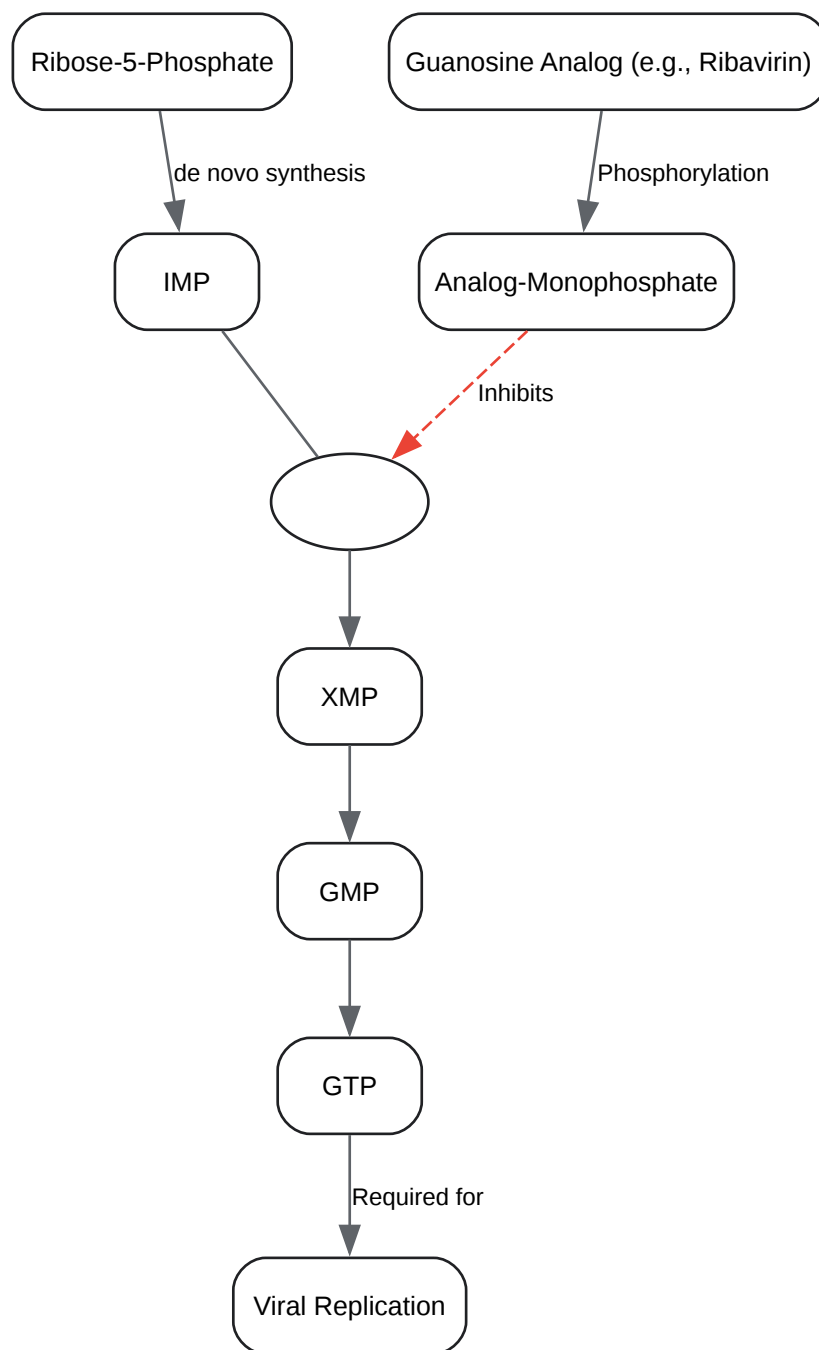 Ribose-5-Phosphate
Guanosine Analog (e.g., Ribavirin)
de novo synthesis
Phosphorylation
IMP
Analog-Monophosphate
Inhibits
XMP
GMP
GTP
Required for
Viral Replication